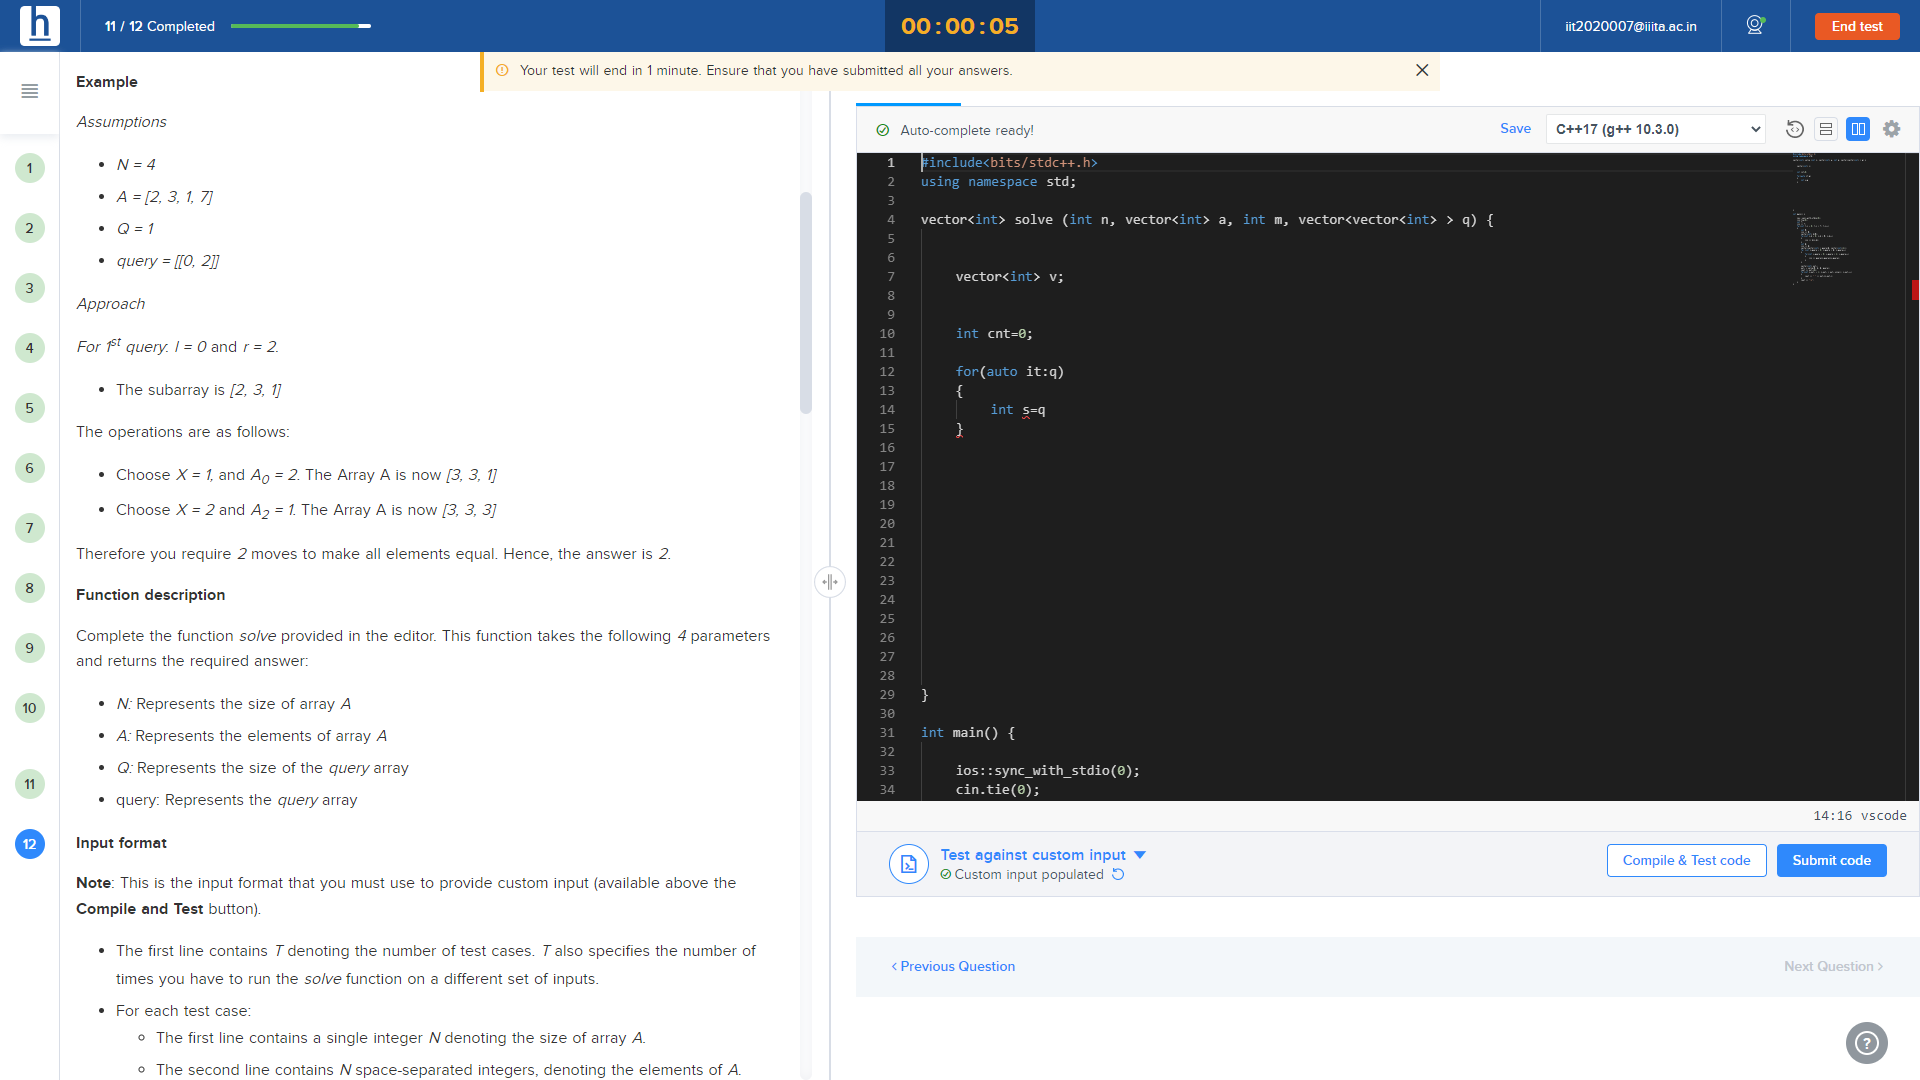 h
11 / 12 Completed
00:00:05
iit2020007@iiita.ac.in
End test
Your test will end in 1 minute. Ensure that you have submitted all your answers.
1
2
3
4
5
6
7
8
9
10
11
12
Example
Assumptions
• N = 4
• A = [2, 3, 1, 7]
• Q = 1
• query = [[0, 2]]
Approach
For 1st query: l = 0 and r = 2.
• The subarray is [2, 3, 1]
The operations are as follows:
• Choose X = 1, and A0 = 2. The Array A is now [3, 3, 1]
• Choose X = 2 and A2 = 1. The Array A is now [3, 3, 3]
Therefore you require 2 moves to make all elements equal. Hence, the answer is 2.
Function description
Complete the function solve provided in the editor. This function takes the following 4 parameters
and returns the required answer:
• N: Represents the size of array A
• A: Represents the elements of array A
• Q: Represents the size of the query array
• query: Represents the query array
Input format
Note: This is the input format that you must use to provide custom input (available above the
Compile and Test button).
• The first line contains T denoting the number of test cases. T also specifies the number of
times you have to run the solve function on a different set of inputs.
• For each test case:
◦ The first line contains a single integer N denoting the size of array A.
◦ The second line contains N space-separated integers, denoting the elements of A.
Auto-complete ready!
Save
C++17 (g++ 10.3.0)
1 #include<bits/stdc++.h>
2 using namespace std;
3
4 vector<int> solve (int n, vector<int> a, int m, vector<vector<int> > q) {
5
6
7 vector<int> v;
8
9
10 int cnt=0;
11
12 for(auto it:q)
13 {
14 int s=q
15 }
16
17
18
19
20
21
22
23
24
25
26
27
28
29 }
30
31 int main() {
32
33 ios::sync_with_stdio(0);
34 cin.tie(0);
14:16 vscode
Test against custom input
Custom input populated
Compile & Test code
Submit code
< Previous Question
Next Question >
?